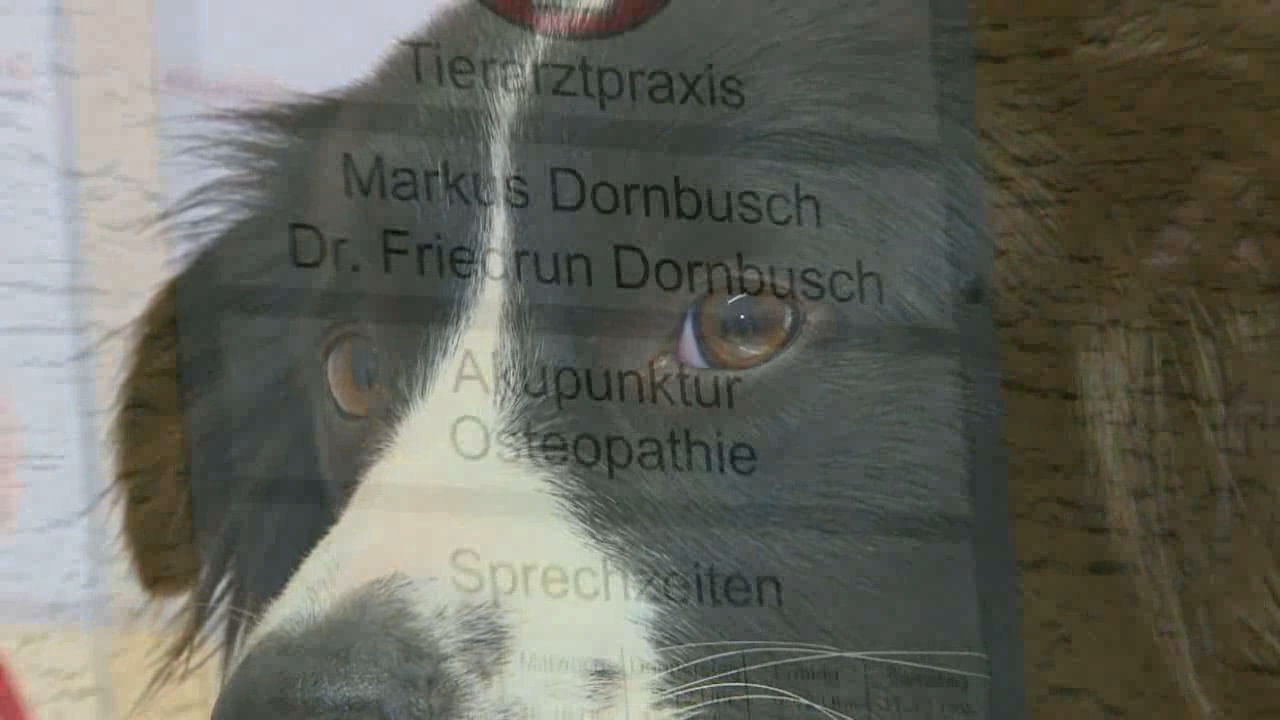 Tierarztpraxis
Markus Dornbusch
Dr. Friedrun Dornbusch
Akupunktur
Osteopathie
Sprechzeiten